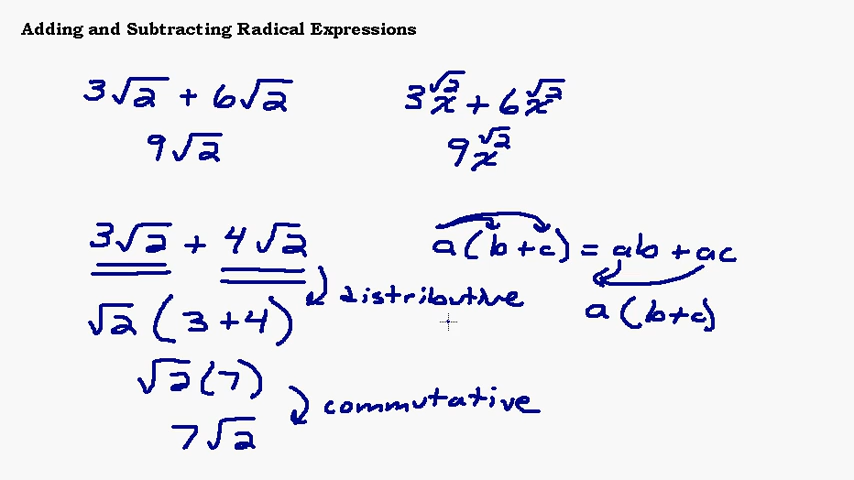 Adding and Subtracting Radical Expressions
3√2 + 6√2
9√2
3x^√2 + 6x^√2
9x^√2
3√2 + 4√2
√2 (3 + 4)
distributive
√2 (7)
7√2
commutative
a(b+c) = ab + ac
a (b+c)